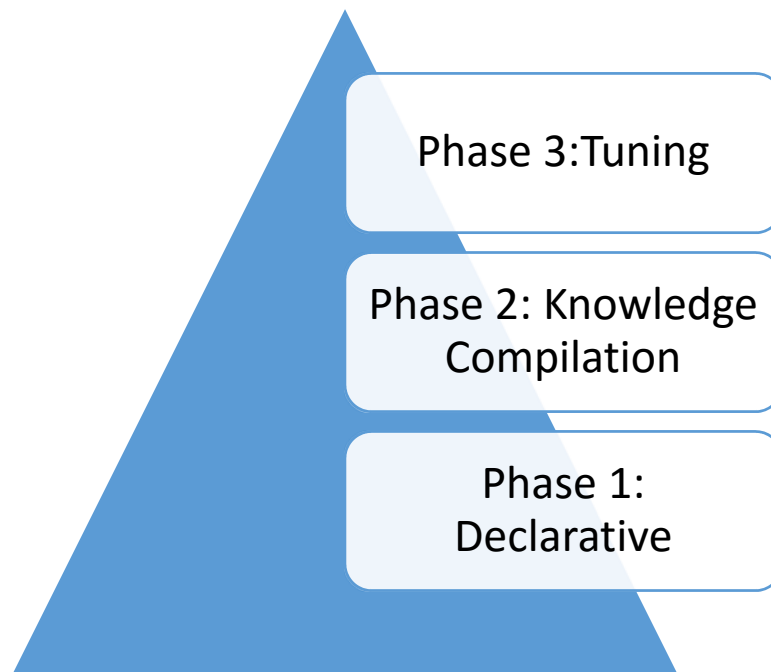 Phase 3:Tuning
Phase 2: Knowledge
Compilation
Phase 1:
Declarative